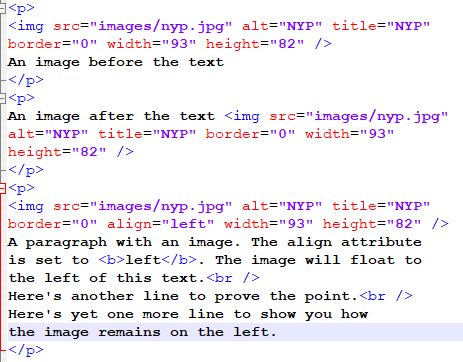 <p>
<img src="images/nyp.jpg" alt="NYP" title="NYP"
border="0" width="93" height="82" />
An image before the text
</p>
<p>
An image after the text <img src="images/nyp.jpg"
alt="NYP" title="NYP" border="0" width="93"
height="82" />
</p>
<p>
<img src="images/nyp.jpg" alt="NYP" title="NYP"
border="0" align="left" width="93" height="82" />
A paragraph with an image. The align attribute
is set to <b>left</b>. The image will float to
the left of this text.<br />
Here's another line to prove the point.<br />
Here's yet one more line to show you how
the image remains on the left.
</p>